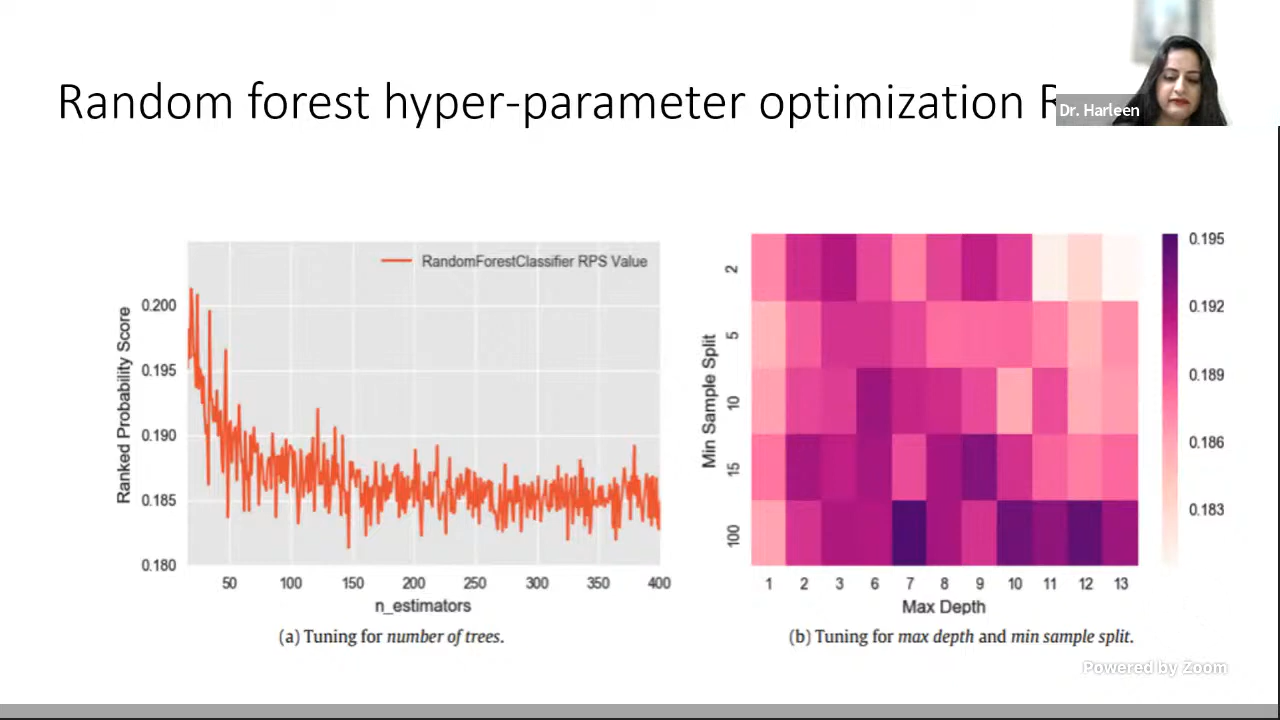 Random forest hyper-parameter optimization
Dr. Harleen
RandomForestClassifier RPS Value
Ranked Probability Score
0.200
0.195
0.190
0.185
0.180
50 100 150 200 250 300 350 400
n_estimators
(a) Tuning for number of trees.
Min Sample Split
2
5
10
15
100
1 2 3 6 7 8 9 10 11 12 13
Max Depth
0.195
0.192
0.189
0.186
0.183
(b) Tuning for max depth and min sample split.
Powered by Zoom